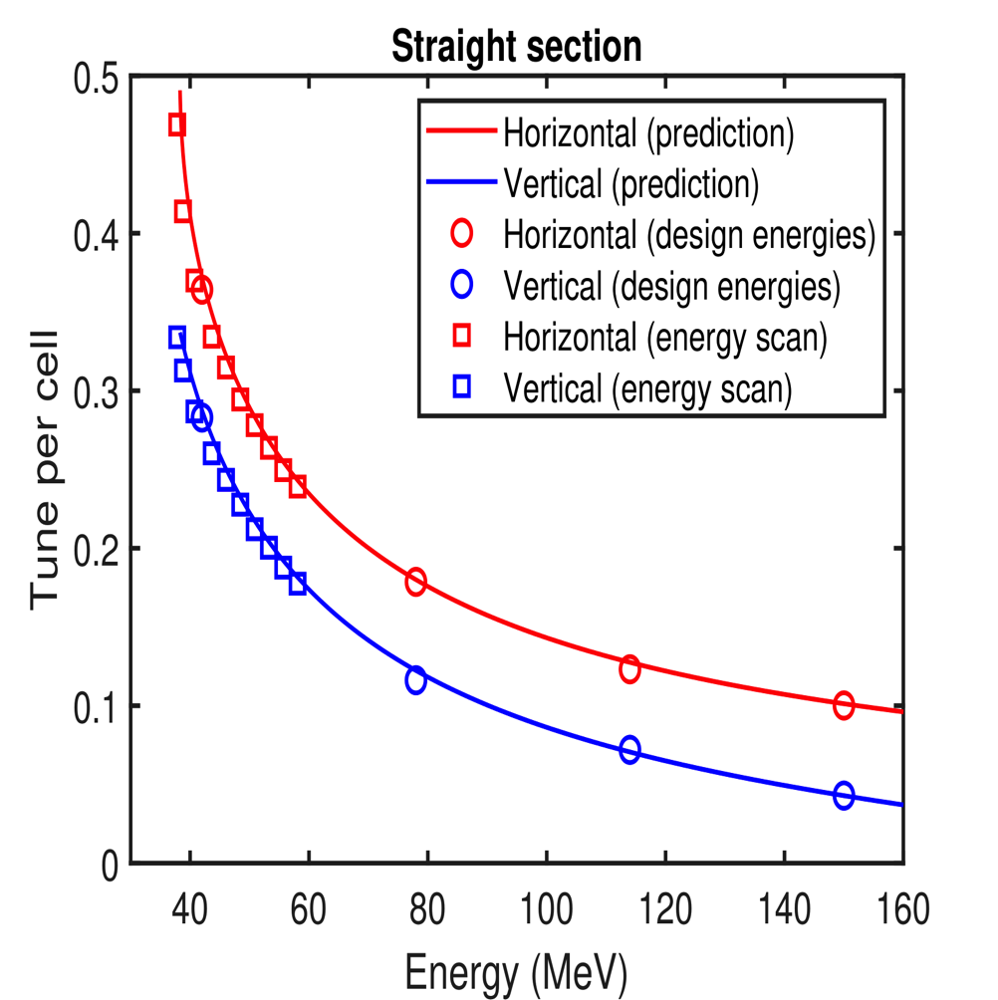 Straight section
Horizontal (prediction)
Vertical (prediction)
Horizontal (design energies)
Vertical (design energies)
Horizontal (energy scan)
Vertical (energy scan)
Tune per cell
0.5
0.4
0.3
0.2
0.1
0
40 60 80 100 120 140 160
Energy (MeV)